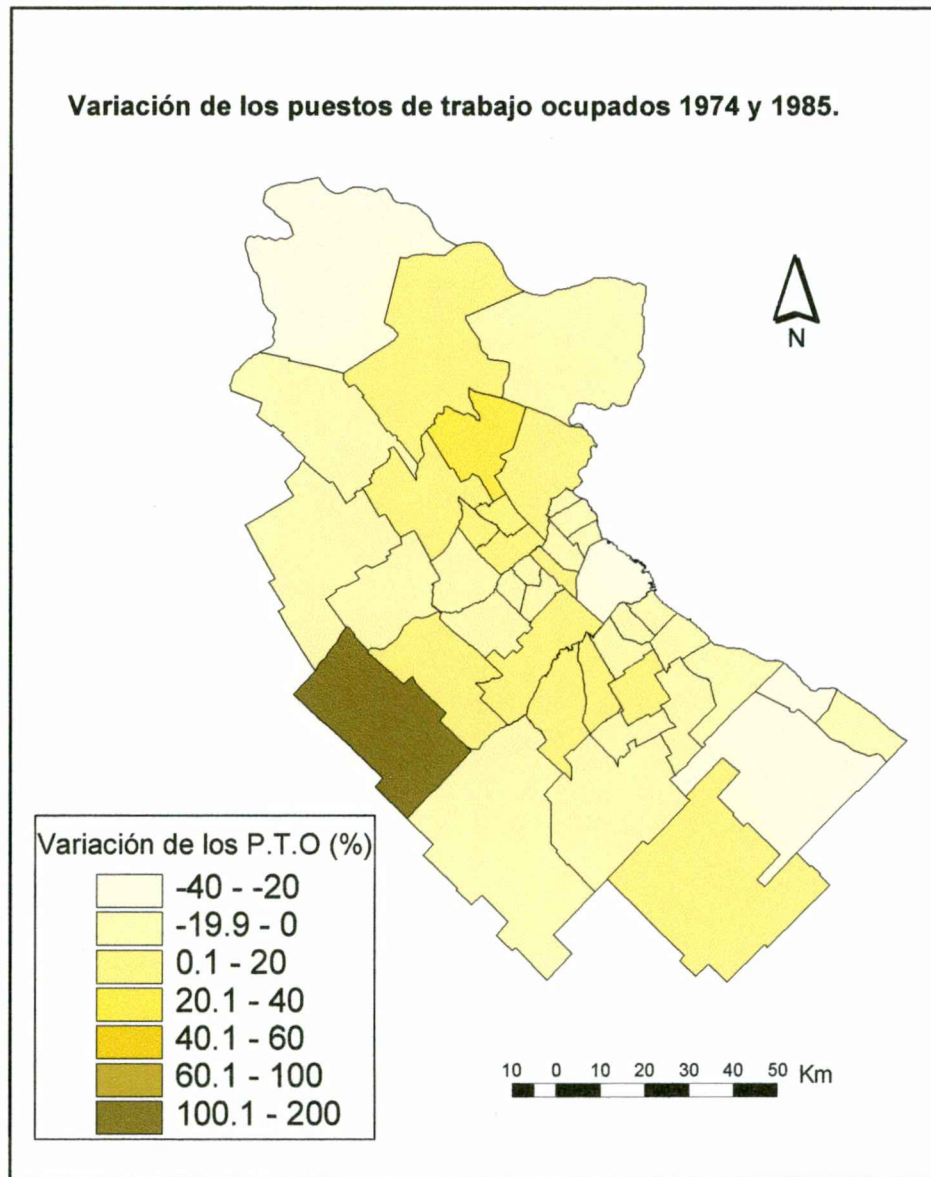 Variación de los puestos de trabajo ocupados 1974 y 1985.
N
Variación de los P.T.O (%)
-40 - -20
-19.9 - 0
0.1 - 20
20.1 - 40
40.1 - 60
60.1 - 100
100.1 - 200
10 0 10 20 30 40 50 Km